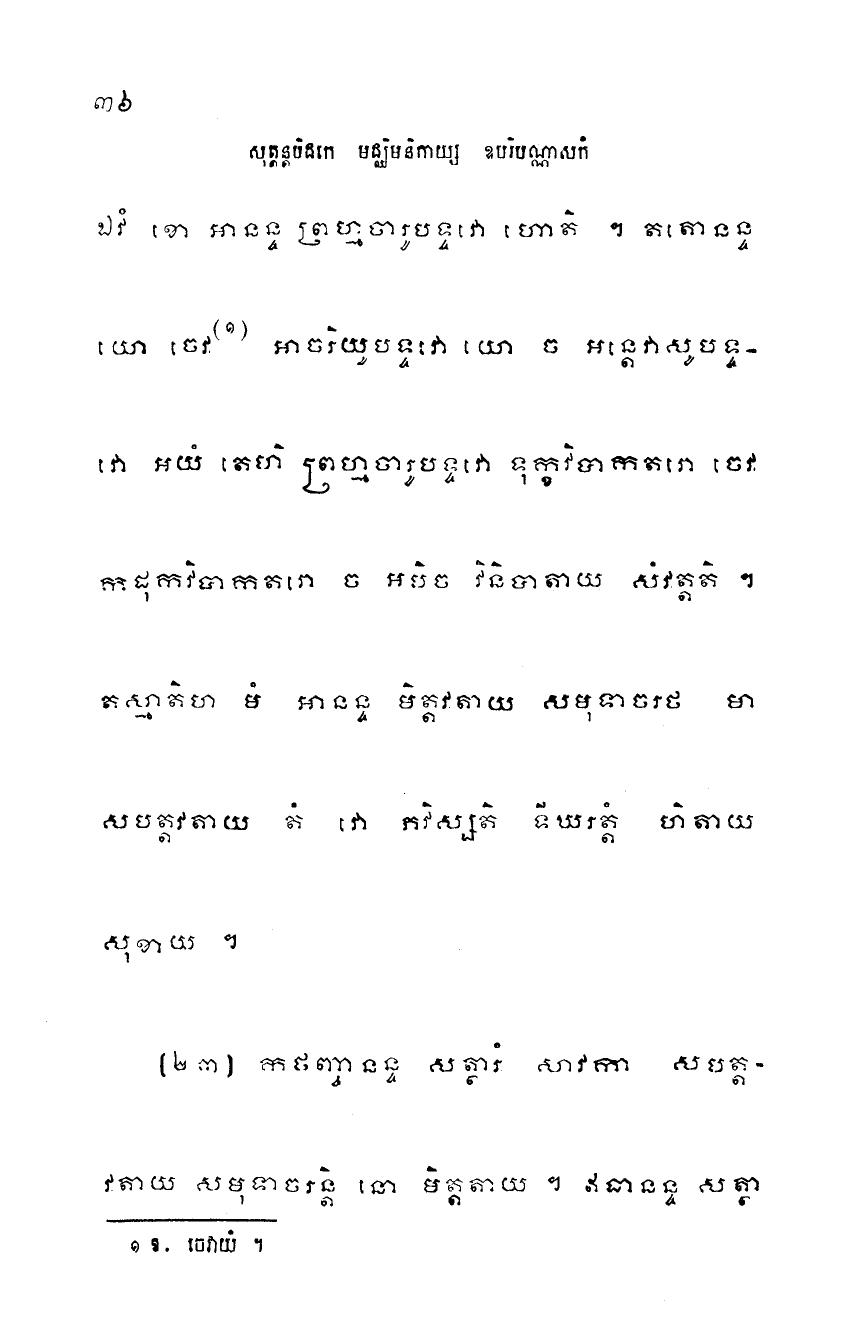 ៣៦
សុត្តន្តបិដកេ មជ្ឈិមនិកាយស្ស ឧបរិបណ្ណាសកំ
ឯវំ ខោ អានន្ទ ព្រហ្មចារូបទ្ទវោ ហោតិ ។ តតោនន្ទ
យោ ចេវ(១) អាចរិយូបទ្ទវោ យោ ច អន្តេវាសូបទ្ទ-
វោ អយំ តេហិ ព្រហ្មចារូបទ្ទវោ ទុក្ខវិបាកតរោ ចេវ
កដុកវិបាកតរោ ច អបិច វិនិបាតាយ សំវត្តតិ ។
តស្មាតិហ មំ អានន្ទ មិត្តវតាយ សមុទាចរថ មា
សបត្តវតាយ តំ វោ ភវិស្សតិ ទីឃរត្តំ ហិតាយ
សុខាយ ។
(២៣) កថញ្ចានន្ទ សត្ថារំ សាវកា សបត្ត-
វតាយ សមុទាចរន្តិ នោ មិត្តតាយ ។ ឥធានន្ទ សត្ថា
១ ឱ. ចេវាយំ ។